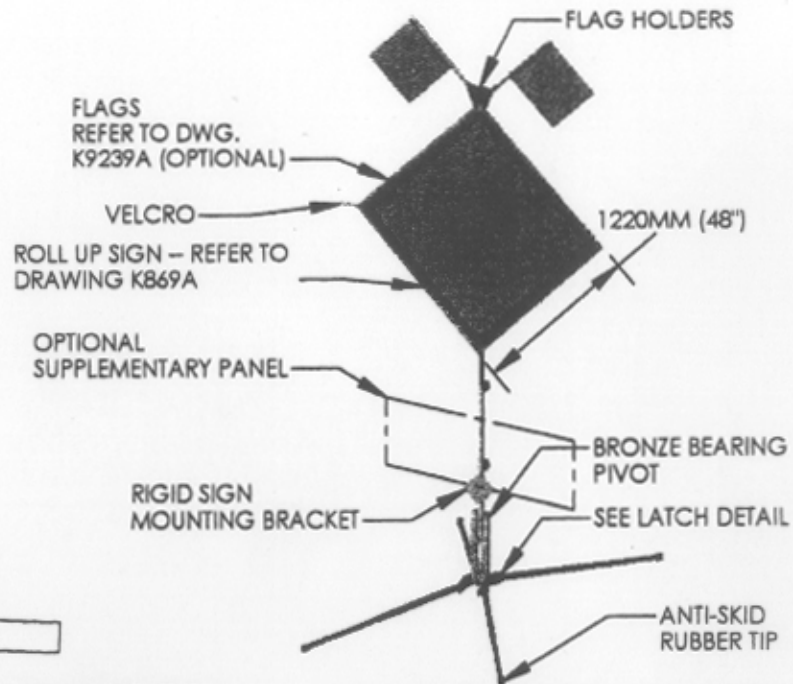 FLAG HOLDERS
FLAGS
REFER TO DWG.
K9239A (OPTIONAL)
VELCRO
1220MM (48")
ROLL UP SIGN – REFER TO
DRAWING K869A
OPTIONAL
SUPPLEMENTARY PANEL
BRONZE BEARING
PIVOT
RIGID SIGN
MOUNTING BRACKET
SEE LATCH DETAIL
ANTI-SKID
RUBBER TIP